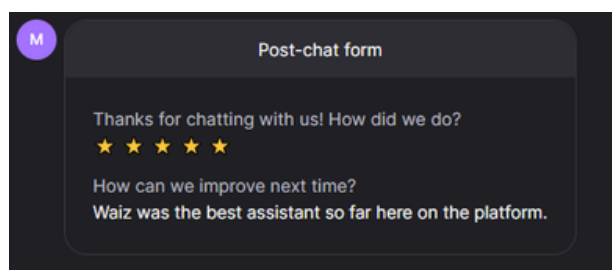 M
Post-chat form
Thanks for chatting with us! How did we do?
How can we improve next time?
Waiz was the best assistant so far here on the platform.